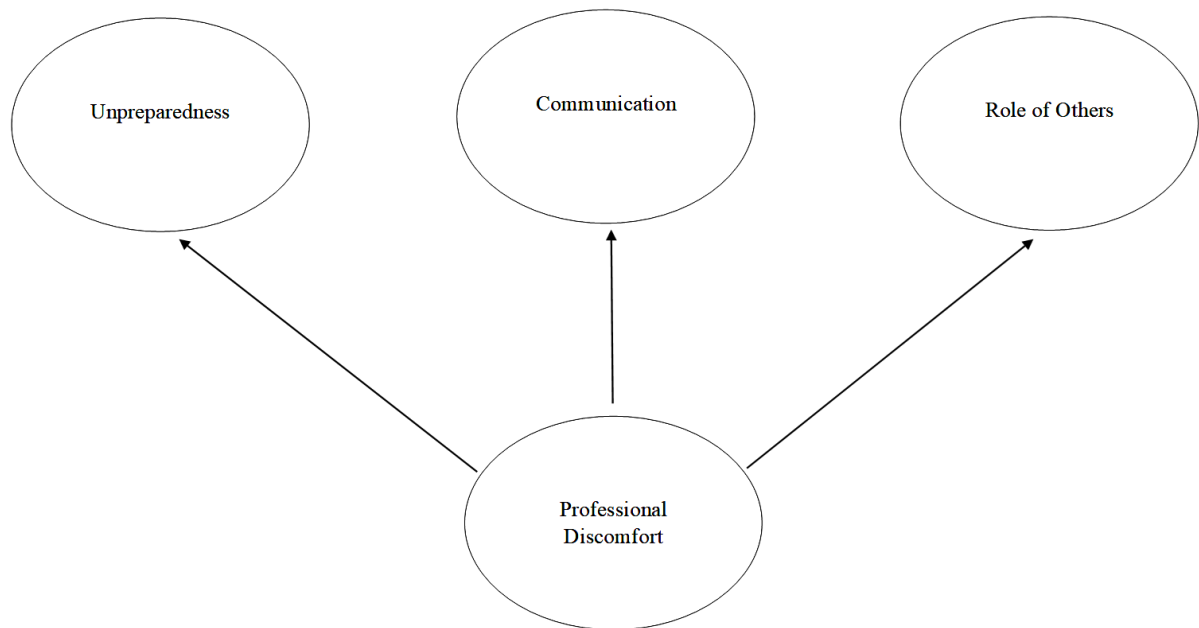 Unpreparedness
Communication
Role of Others
Professional
Discomfort